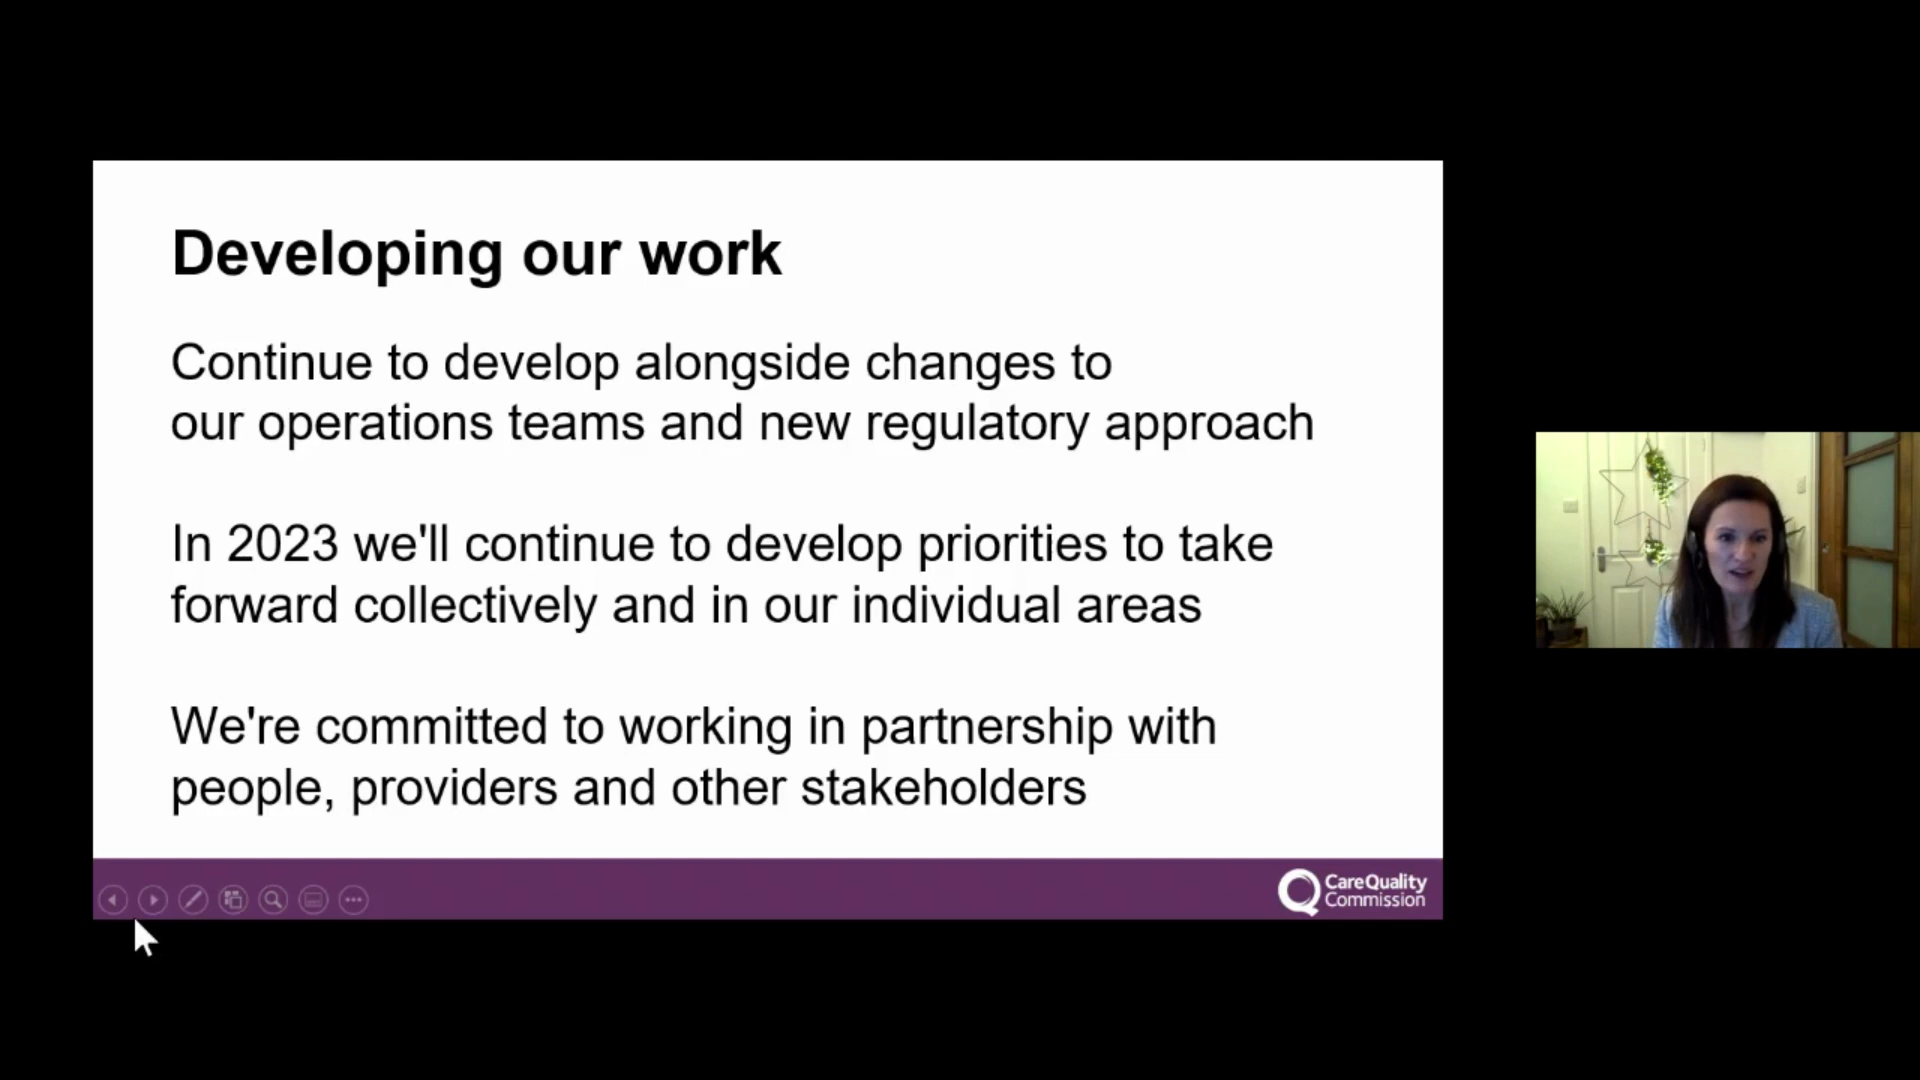 Developing our work
Continue to develop alongside changes to
our operations teams and new regulatory approach
In 2023 we'll continue to develop priorities to take
forward collectively and in our individual areas
We're committed to working in partnership with
people, providers and other stakeholders
CareQuality
Commission